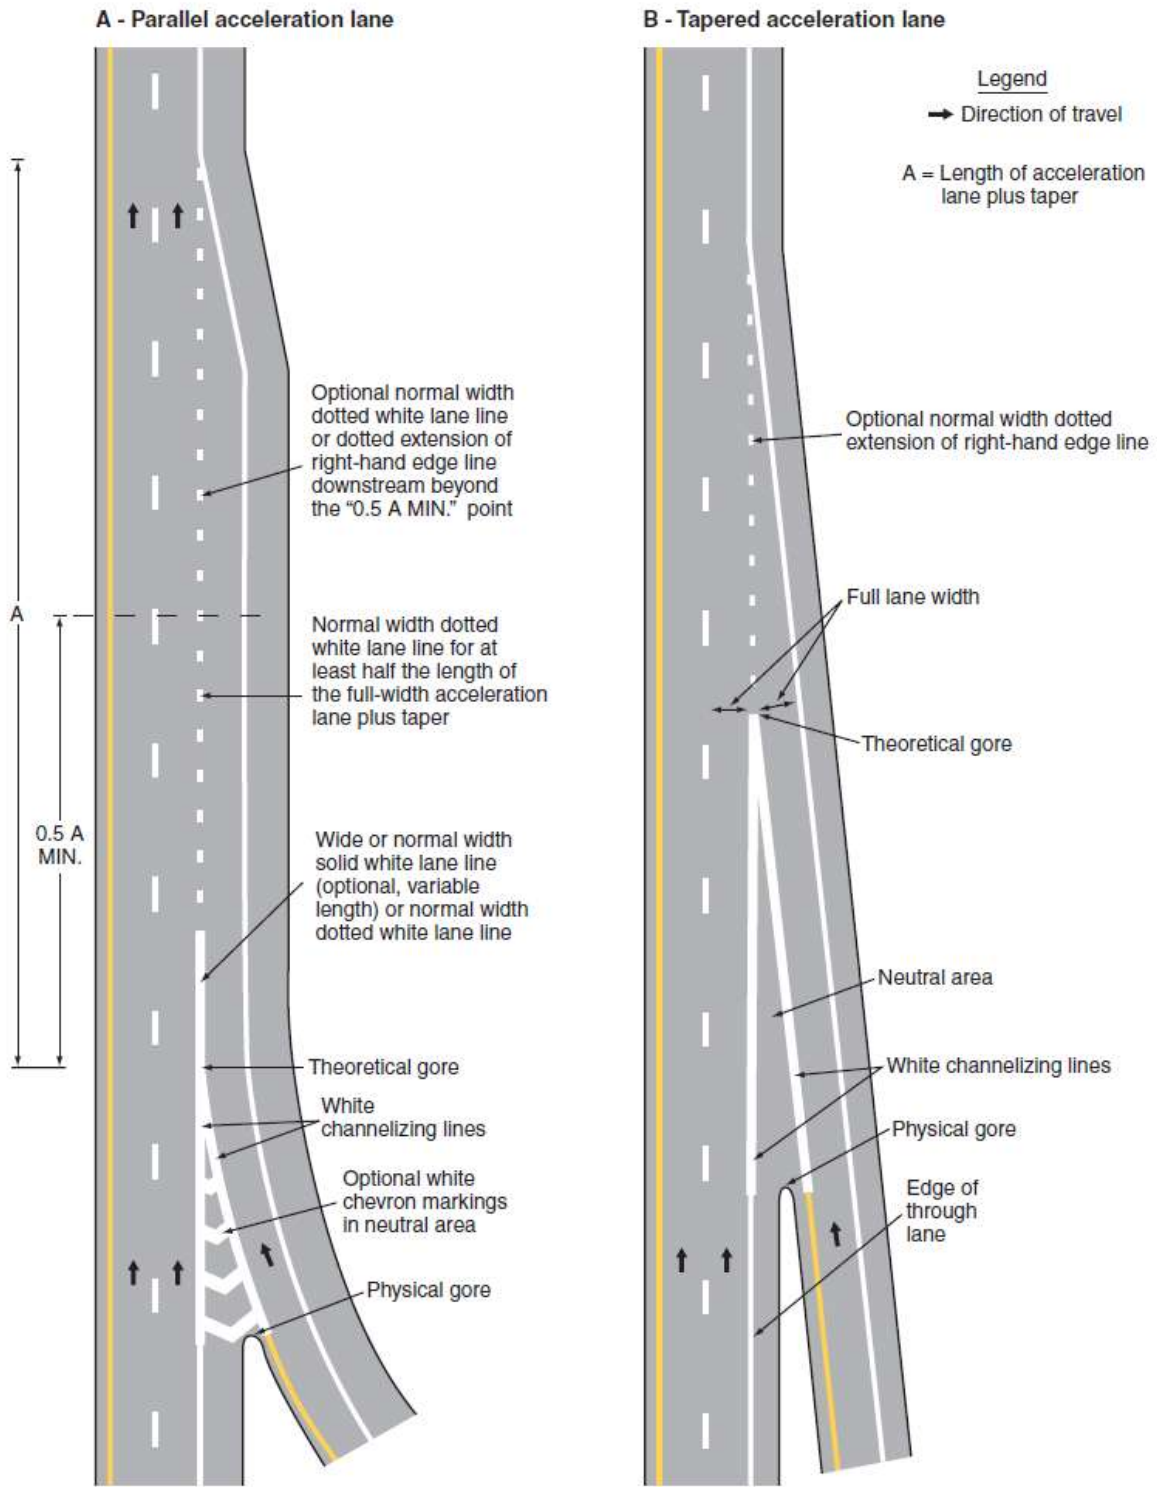 A - Parallel acceleration lane
B - Tapered acceleration lane
Legend
Direction of travel
A = Length of acceleration
lane plus taper
Optional normal width
dotted white lane line
or dotted extension of
right-hand edge line
downstream beyond
the “0.5 A MIN.” point
A
Normal width dotted
white lane line for at
least half the length of
the full-width acceleration
lane plus taper
0.5 A
MIN.
Wide or normal width
solid white lane line
(optional, variable
length) or normal width
dotted white lane line
Theoretical gore
White
channelizing lines
Optional white
chevron markings
in neutral area
Physical gore
Optional normal width dotted
extension of right-hand edge line
Full lane width
Theoretical gore
Neutral area
White channelizing lines
Physical gore
Edge of
through
lane